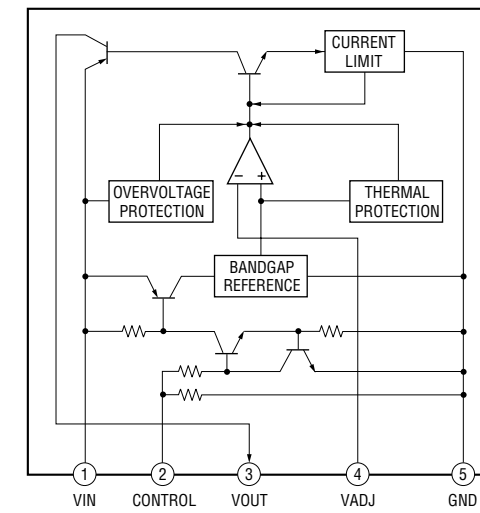 CURRENT
LIMIT
– +
OVERVOLTAGE
PROTECTION
THERMAL
PROTECTION
BANDGAP
REFERENCE
1 2 3 4 5
VIN CONTROL VOUT VADJ GND